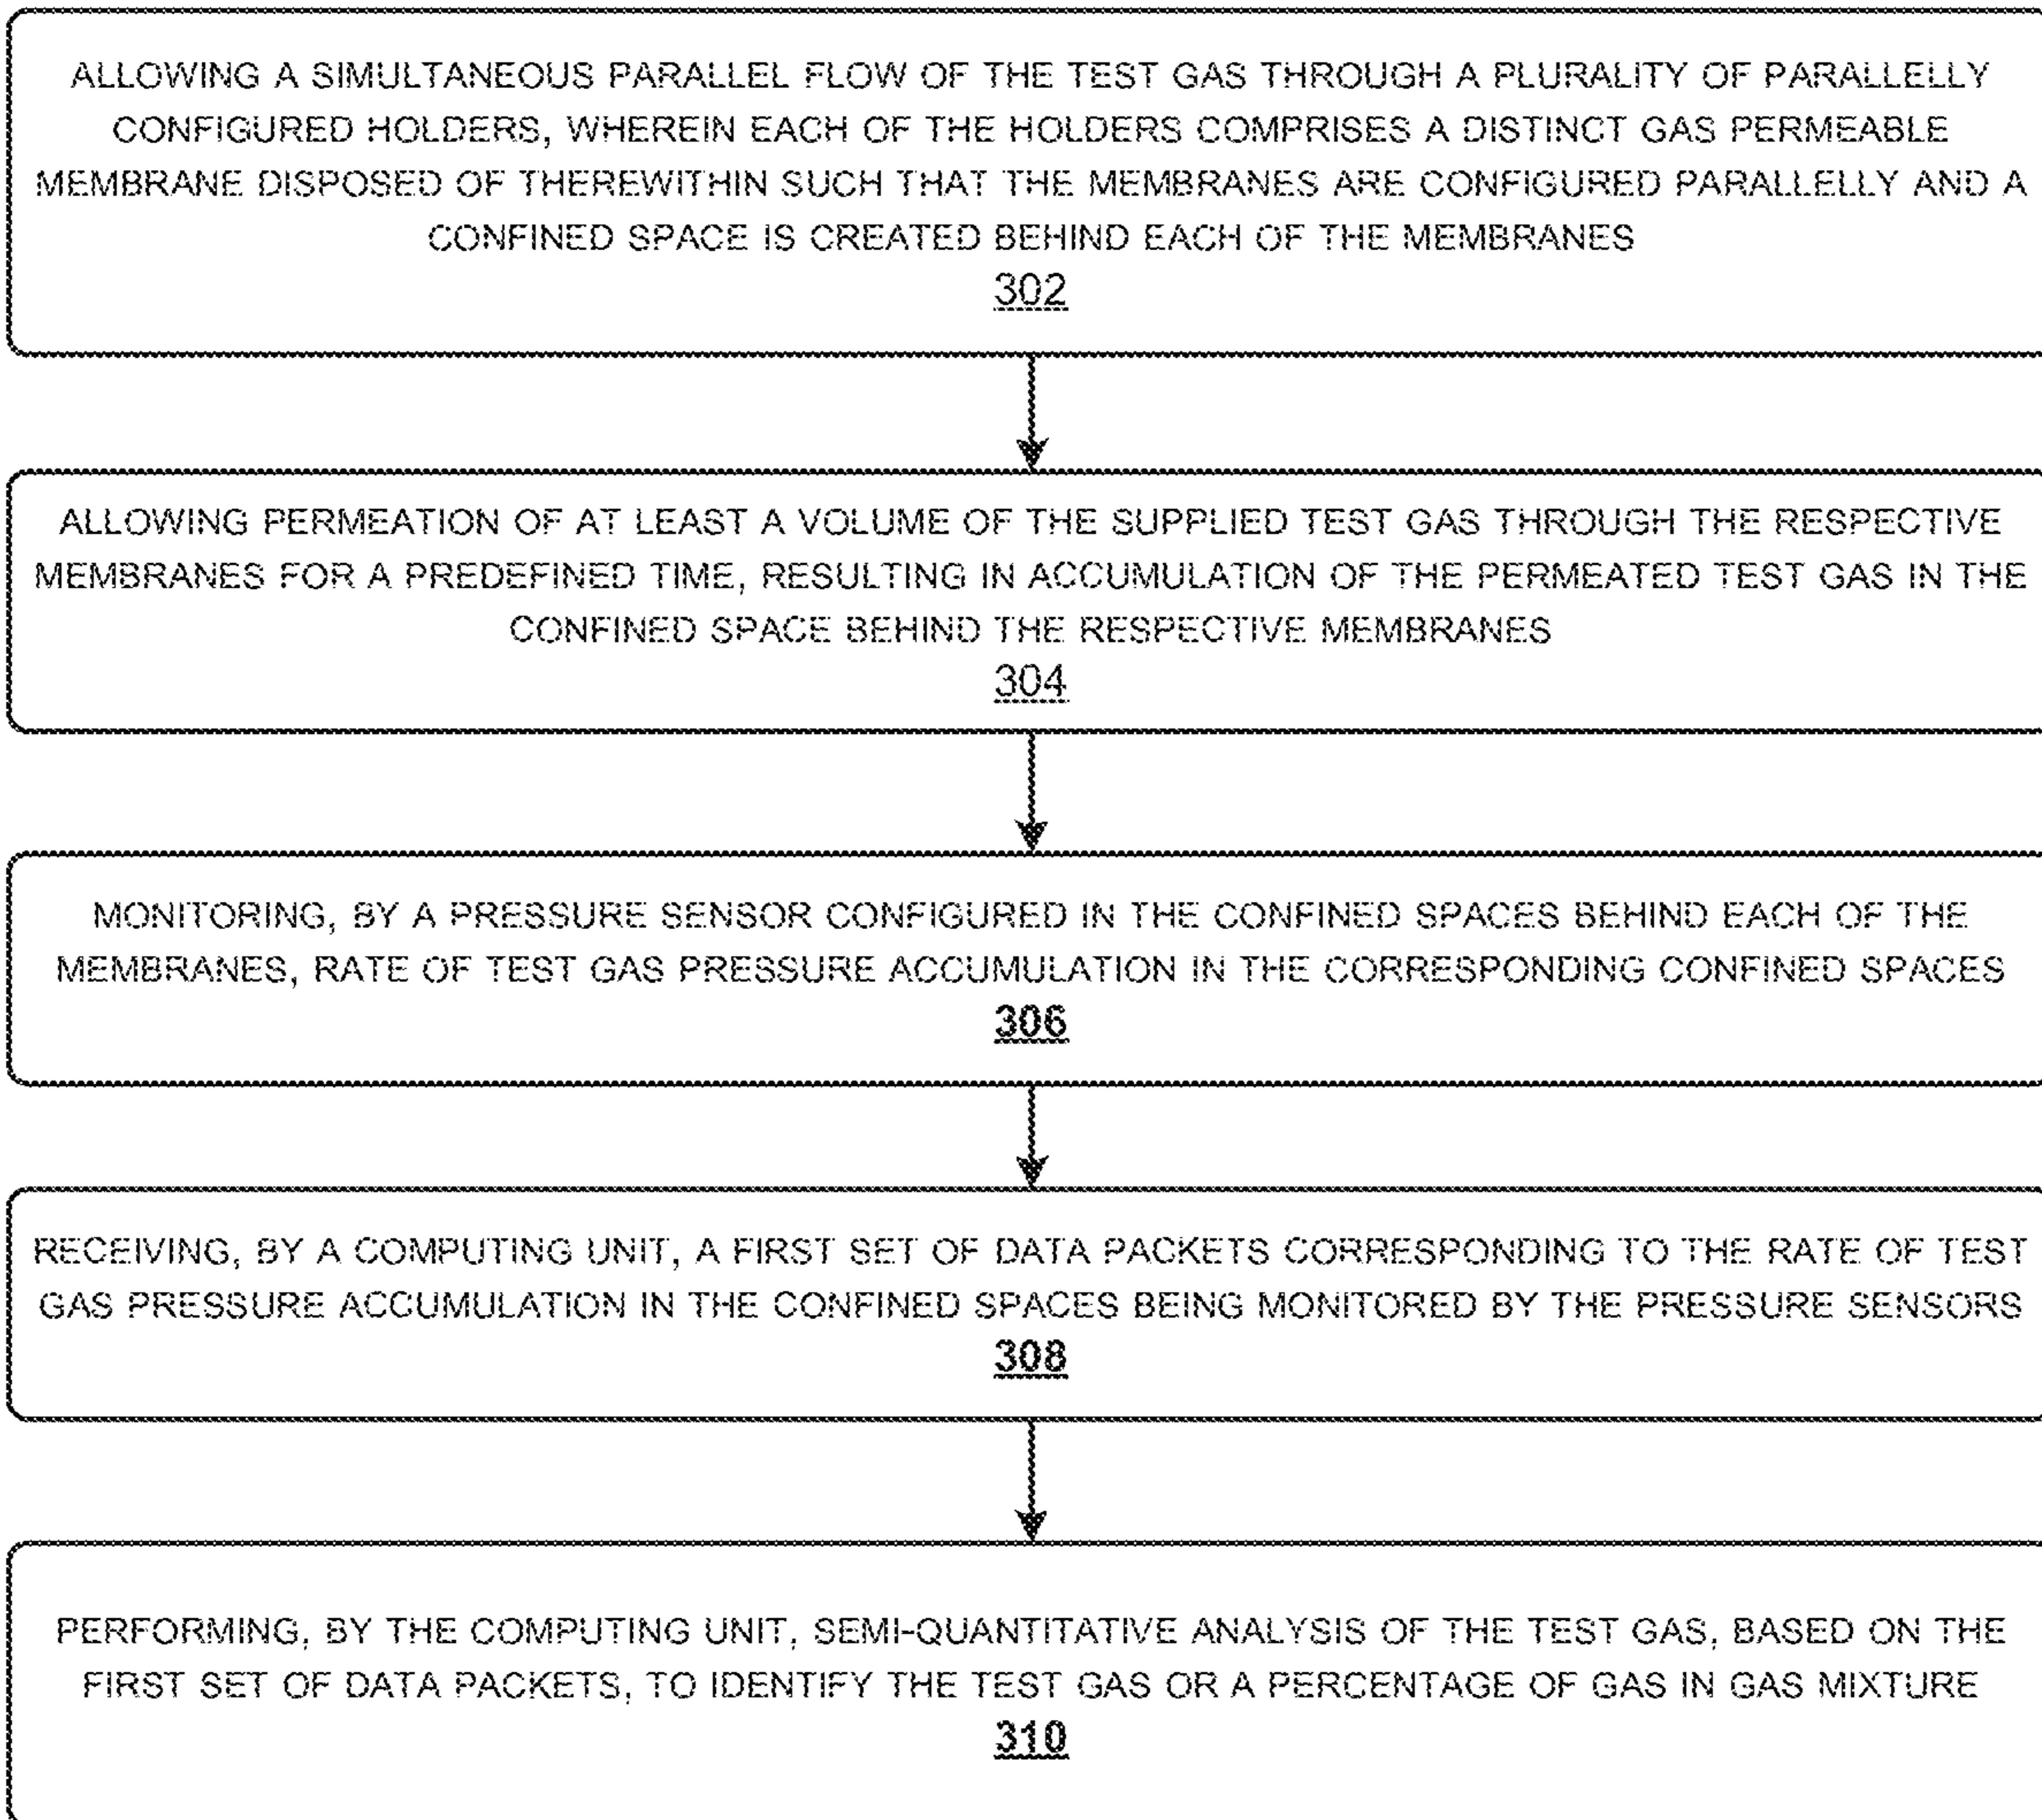 ALLOWING A SIMULTANEOUS PARALLEL FLOW OF THE TEST GAS THROUGH A PLURALITY OF PARALLELLY
CONFIGURED HOLDERS, WHEREIN EACH OF THE HOLDERS COMPRISES A DISTINCT GAS PERMEABLE
MEMBRANE DISPOSED OF THEREWITHIN SUCH THAT THE MEMBRANES ARE CONFIGURED PARALLELLY AND A
CONFINED SPACE IS CREATED BEHIND EACH OF THE MEMBRANES
302
ALLOWING PERMEATION OF AT LEAST A VOLUME OF THE SUPPLIED TEST GAS THROUGH THE RESPECTIVE
MEMBRANES FOR A PREDEFINED TIME, RESULTING IN ACCUMULATION OF THE PERMEATED TEST GAS IN THE
CONFINED SPACE BEHIND THE RESPECTIVE MEMBRANES
304
MONITORING, BY A PRESSURE SENSOR CONFIGURED IN THE CONFINED SPACES BEHIND EACH OF THE
MEMBRANES, RATE OF TEST GAS PRESSURE ACCUMULATION IN THE CORRESPONDING CONFINED SPACES
306
RECEIVING, BY A COMPUTING UNIT, A FIRST SET OF DATA PACKETS CORRESPONDING TO THE RATE OF TEST
GAS PRESSURE ACCUMULATION IN THE CONFINED SPACES BEING MONITORED BY THE PRESSURE SENSORS
308
PERFORMING, BY THE COMPUTING UNIT, SEMI-QUANTITATIVE ANALYSIS OF THE TEST GAS, BASED ON THE
FIRST SET OF DATA PACKETS, TO IDENTIFY THE TEST GAS OR A PERCENTAGE OF GAS IN GAS MIXTURE
310